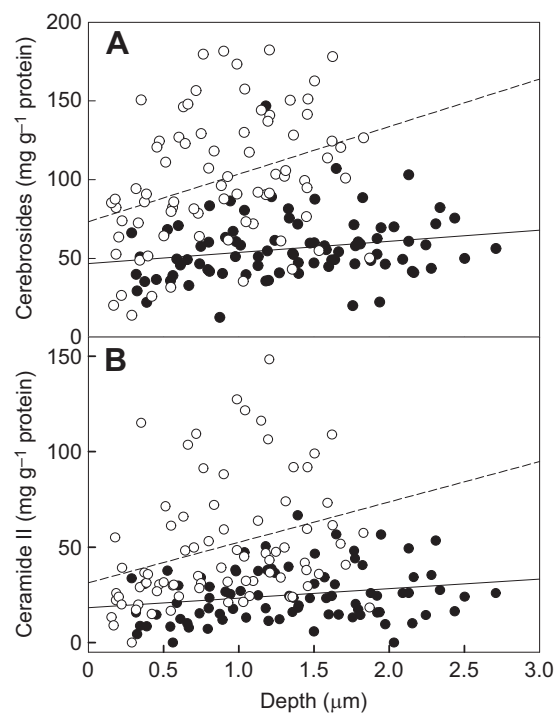 A
Cerebrosides (mg g⁻¹ protein)
200
150
100
50
0
B
Ceramide II (mg g⁻¹ protein)
150
100
50
0
0 0.5 1.0 1.5 2.0 2.5 3.0
Depth (μm)